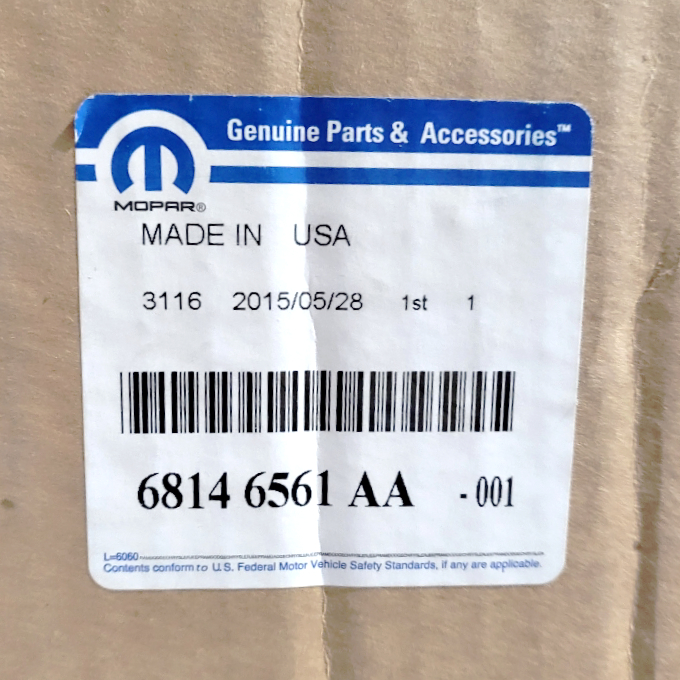 Genuine Parts & Accessories™
MOPAR®
MADE IN USA
3116 2015/05/28 1st 1
6814 6561 AA - 001
L=6060
Contents conform to U.S. Federal Motor Vehicle Safety Standards, if any are applicable.